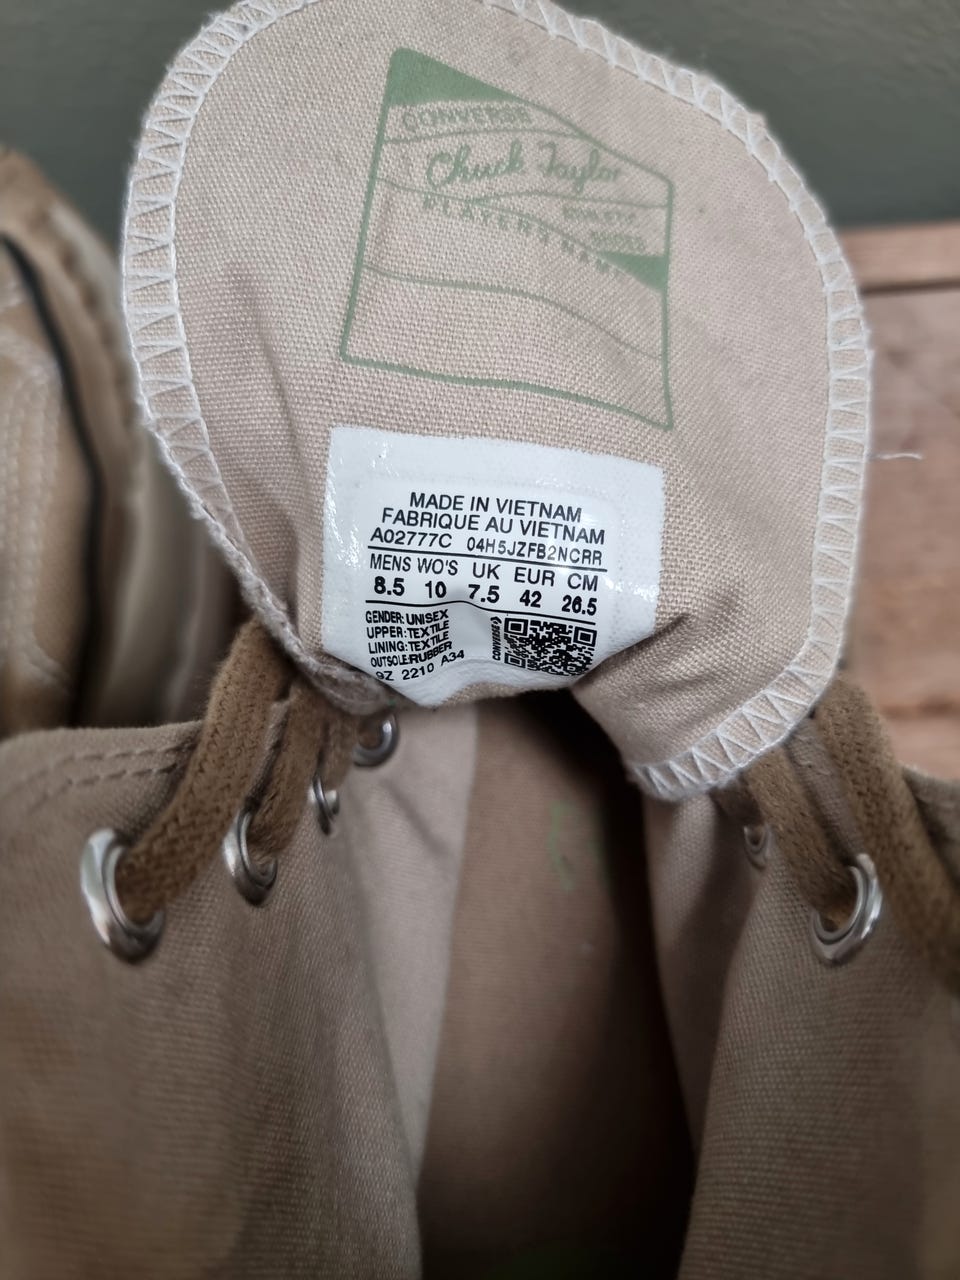 CONVERSE
Chuck Taylor
ATHLETIC
SHOES
PLAYERS NAME
MADE IN VIETNAM
FABRIQUE AU VIETNAM
A02777C 04H5JZFB2NCRR
MENS WO'S UK EUR CM
8.5 10 7.5 42 26.5
GENDER: UNISEX
UPPER: TEXTILE
LINING: TEXTILE
OUTSOLE: RUBBER
9Z 2210 A34
CONVERSE